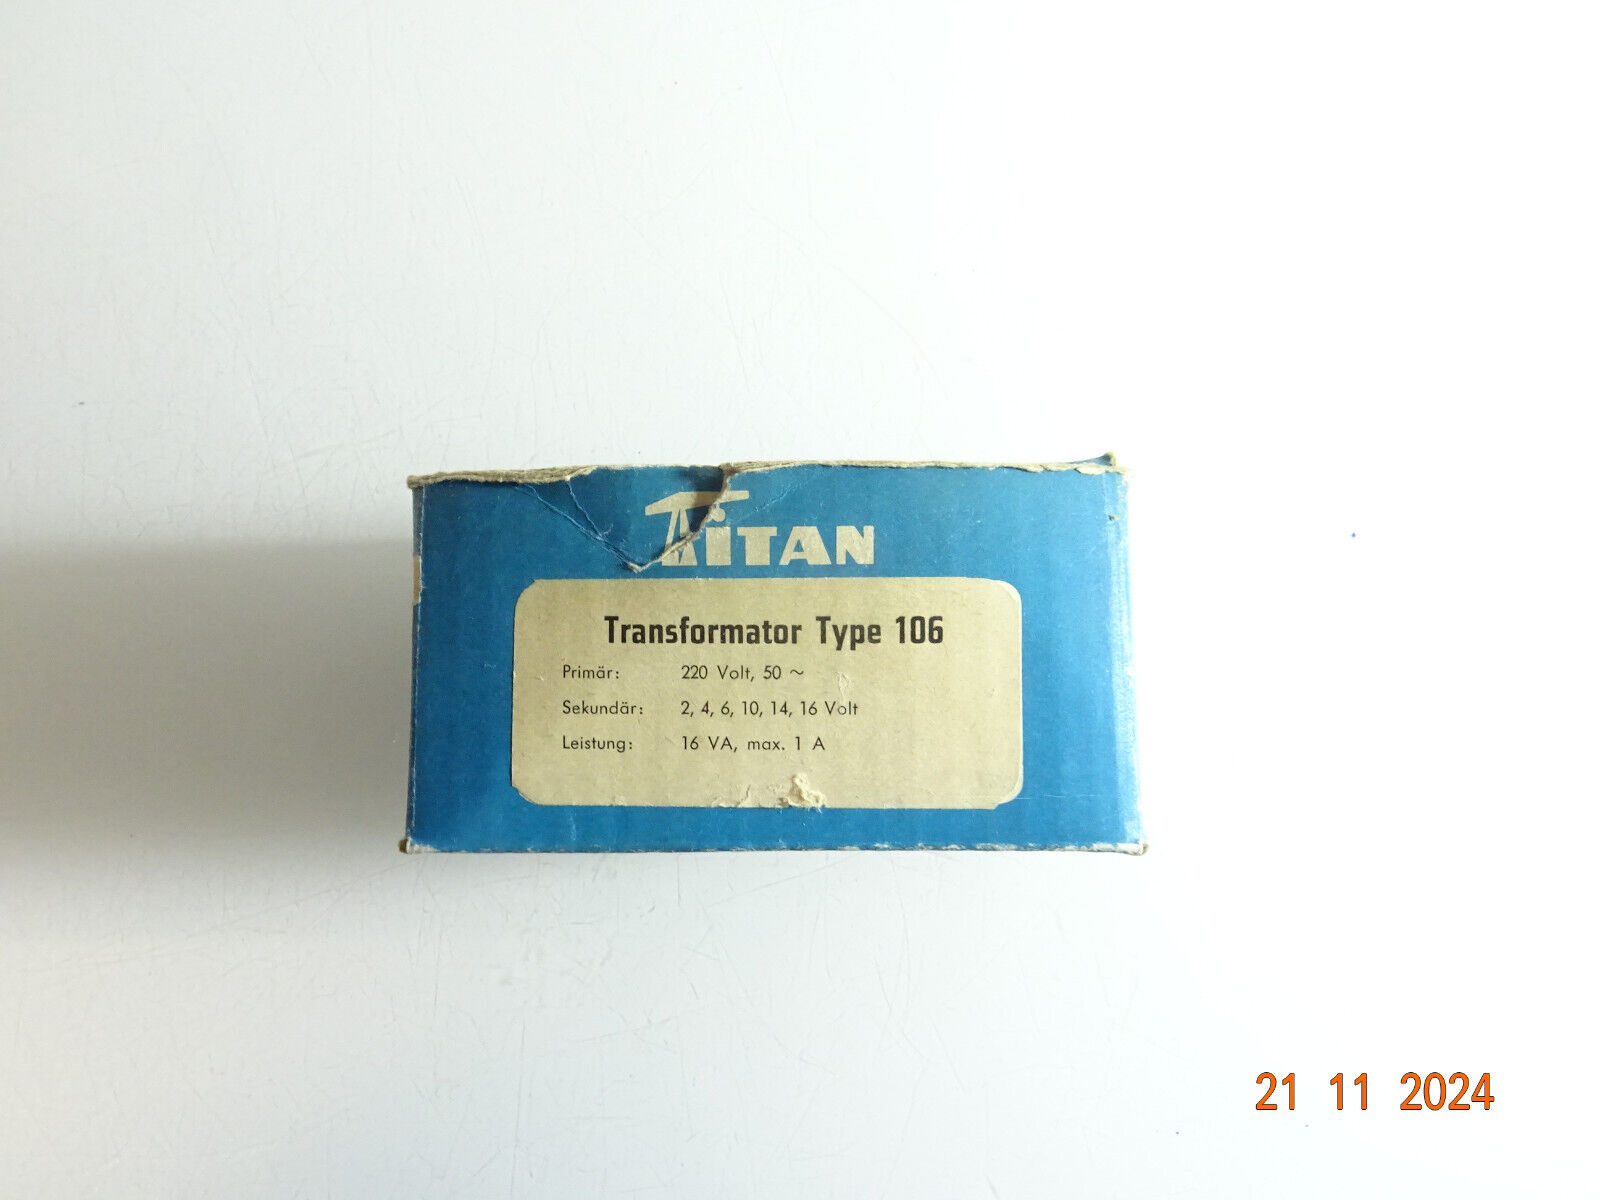 TITAN
Transformator Type 106
Primär: 220 Volt, 50 ~
Sekundär: 2, 4, 6, 10, 14, 16 Volt
Leistung: 16 VA, max. 1 A
21 11 2024